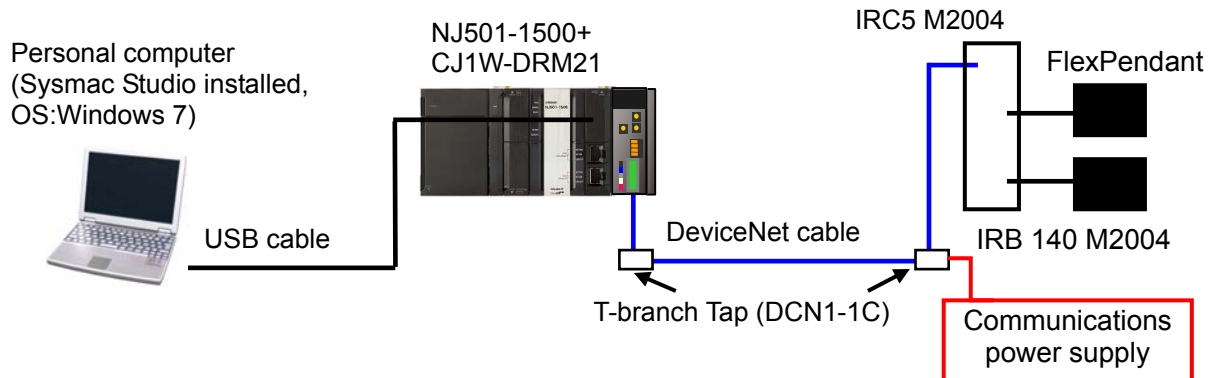 Personal computer
(Sysmac Studio installed,
OS:Windows 7)
NJ501-1500+
CJ1W-DRM21
IRC5 M2004
FlexPendant
USB cable
DeviceNet cable
IRB 140 M2004
T-branch Tap (DCN1-1C)
Communications
power supply